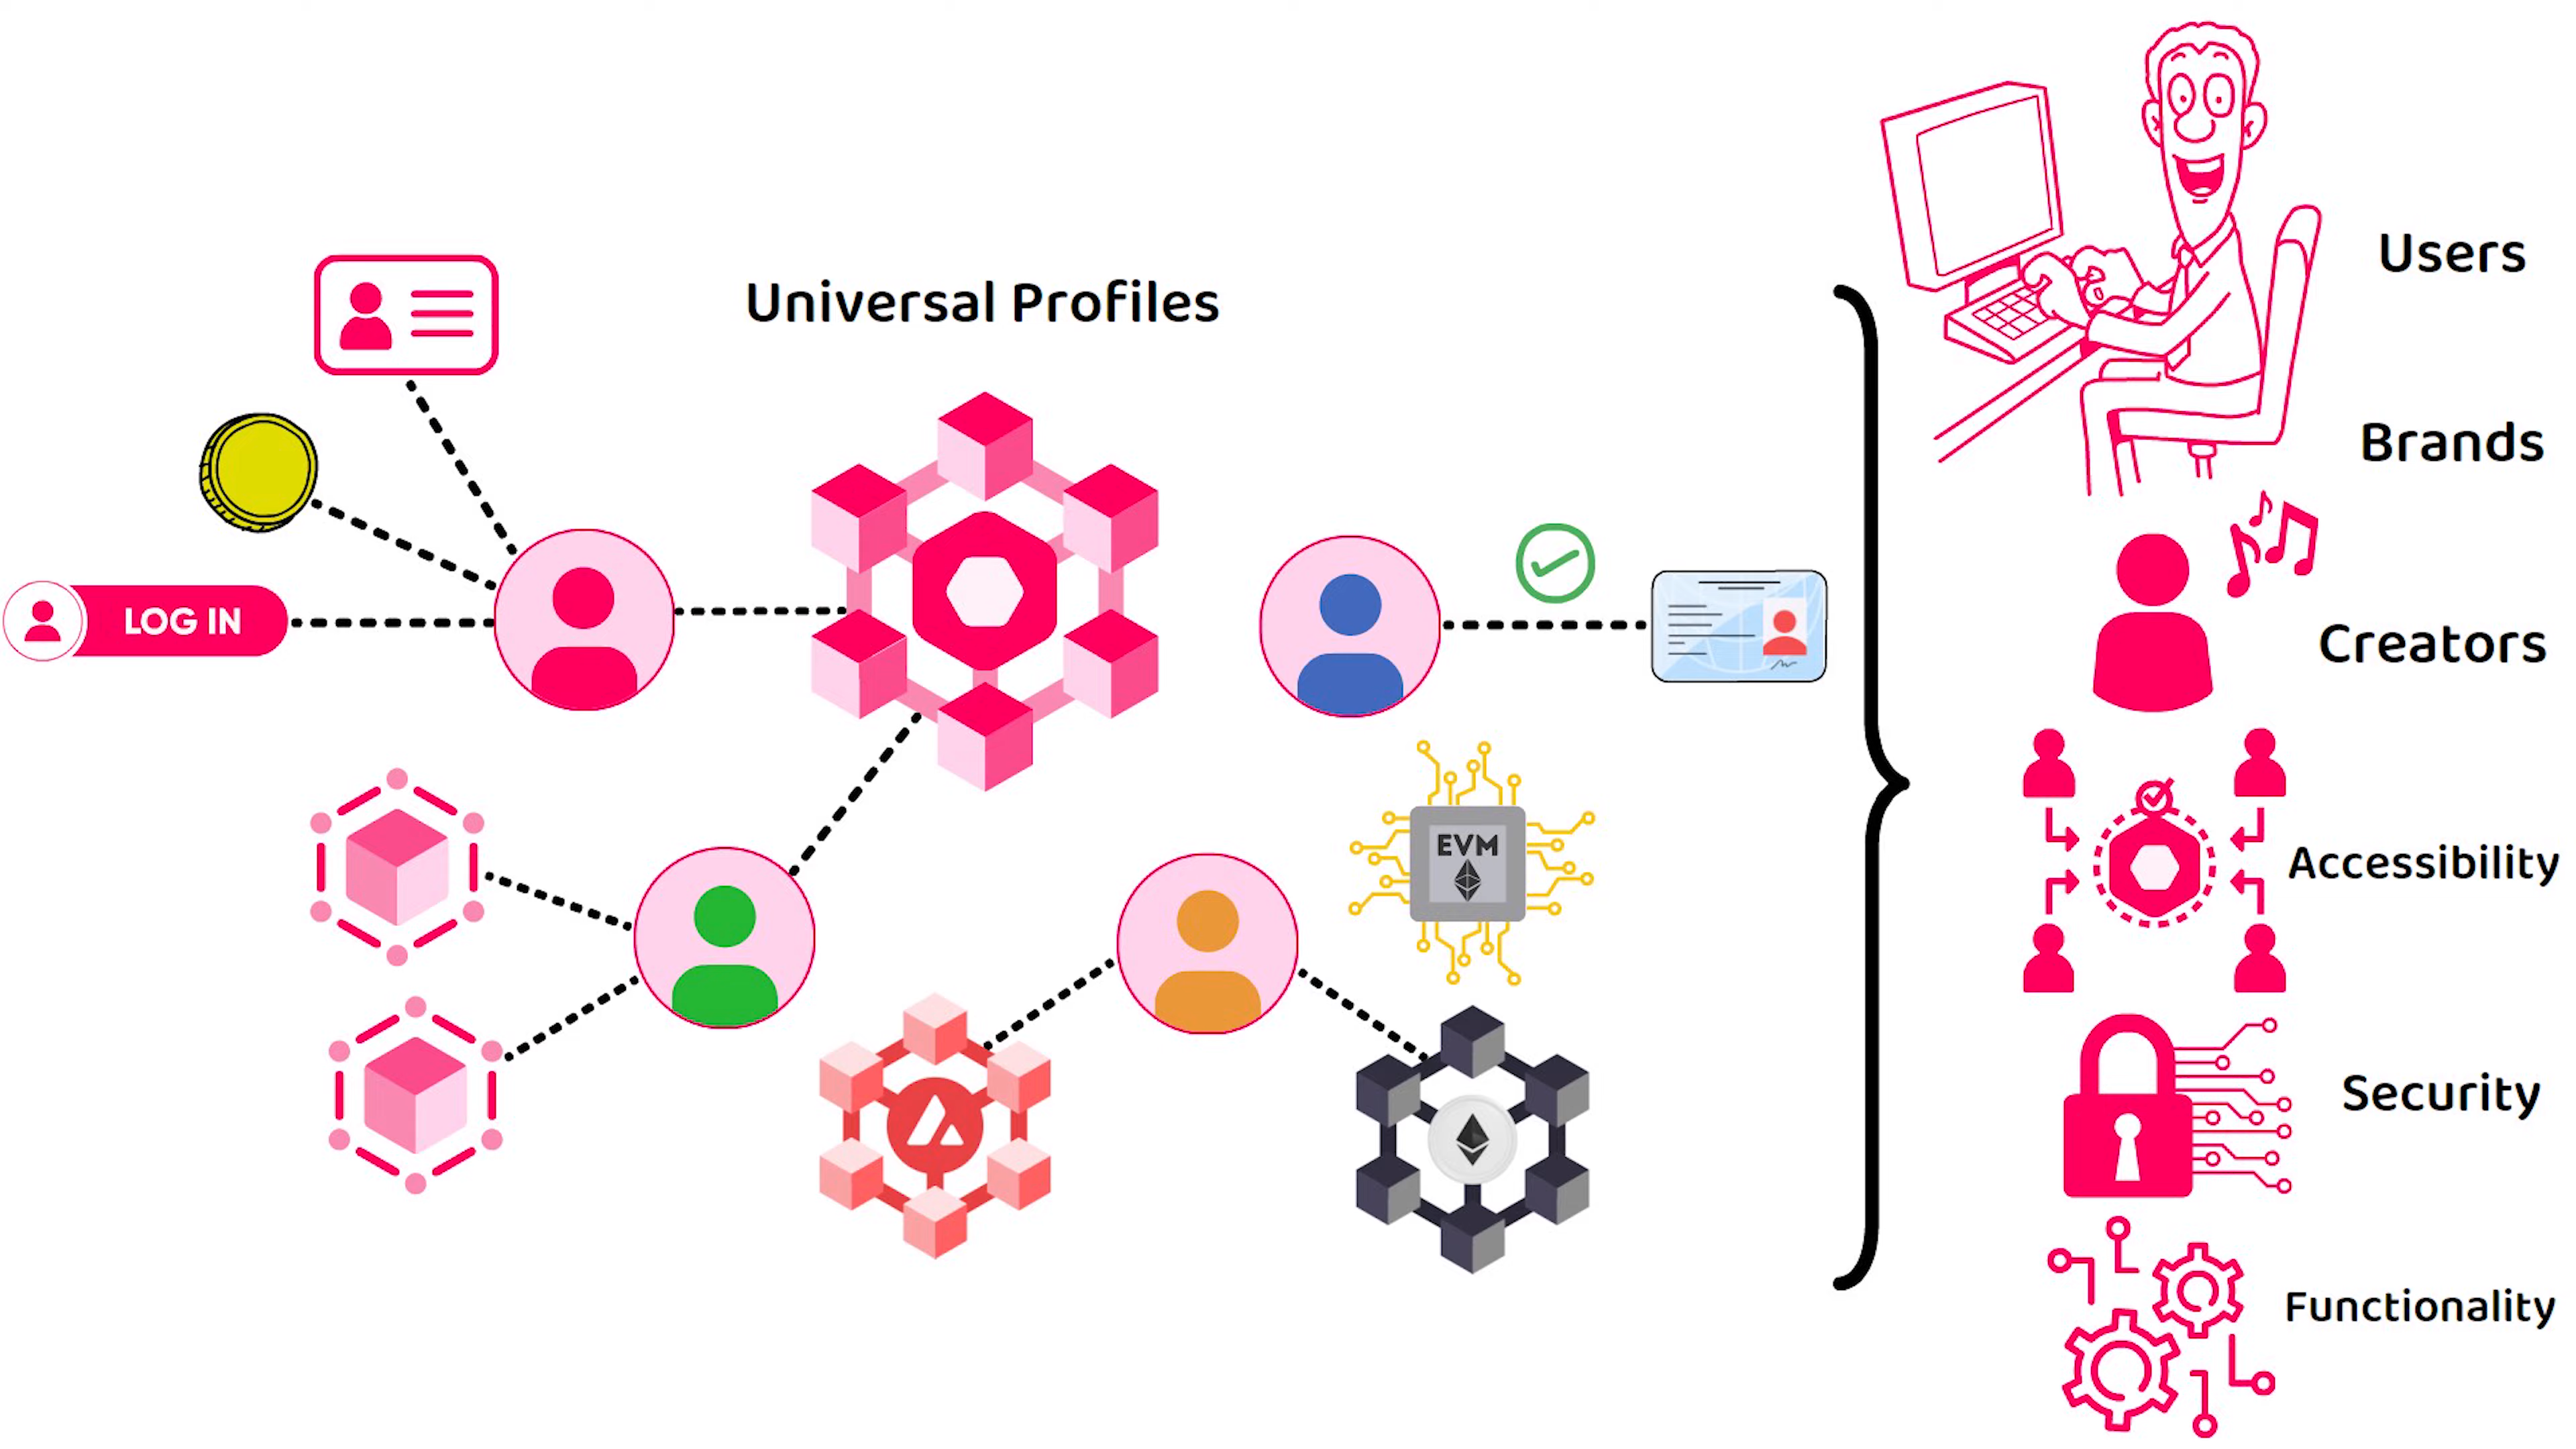 Universal Profiles
LOG IN
EVM
Users
Brands
Creators
Accessibility
Security
Functionality